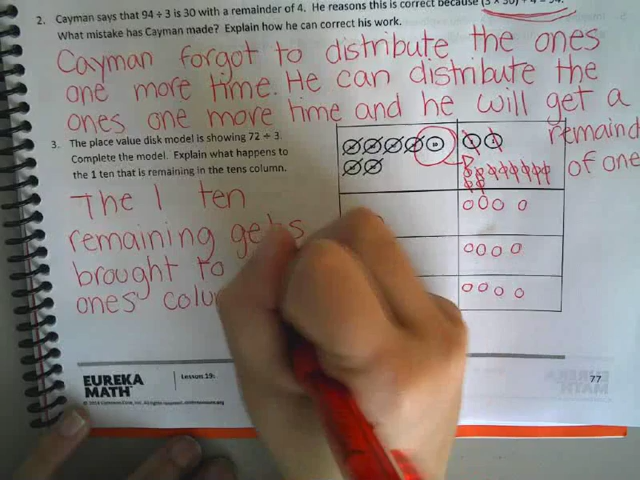 2. Cayman says that 94 ÷ 3 is 30 with a remainder of 4. He reasons this is correct because (3 × 30) + 4 = 94.
What mistake has Cayman made? Explain how he can correct his work.
Cayman forgot to distribute the ones
one more time. He can distribute the
ones one more time and he will get a
remaind
of one
3. The place value disk model is showing 72 ÷ 3.
Complete the model. Explain what happens to
the 1 ten that is remaining in the tens column.
The 1 ten
remaining gets
brought to
ones'
EUREKA
MATH
Lesson 19:
77